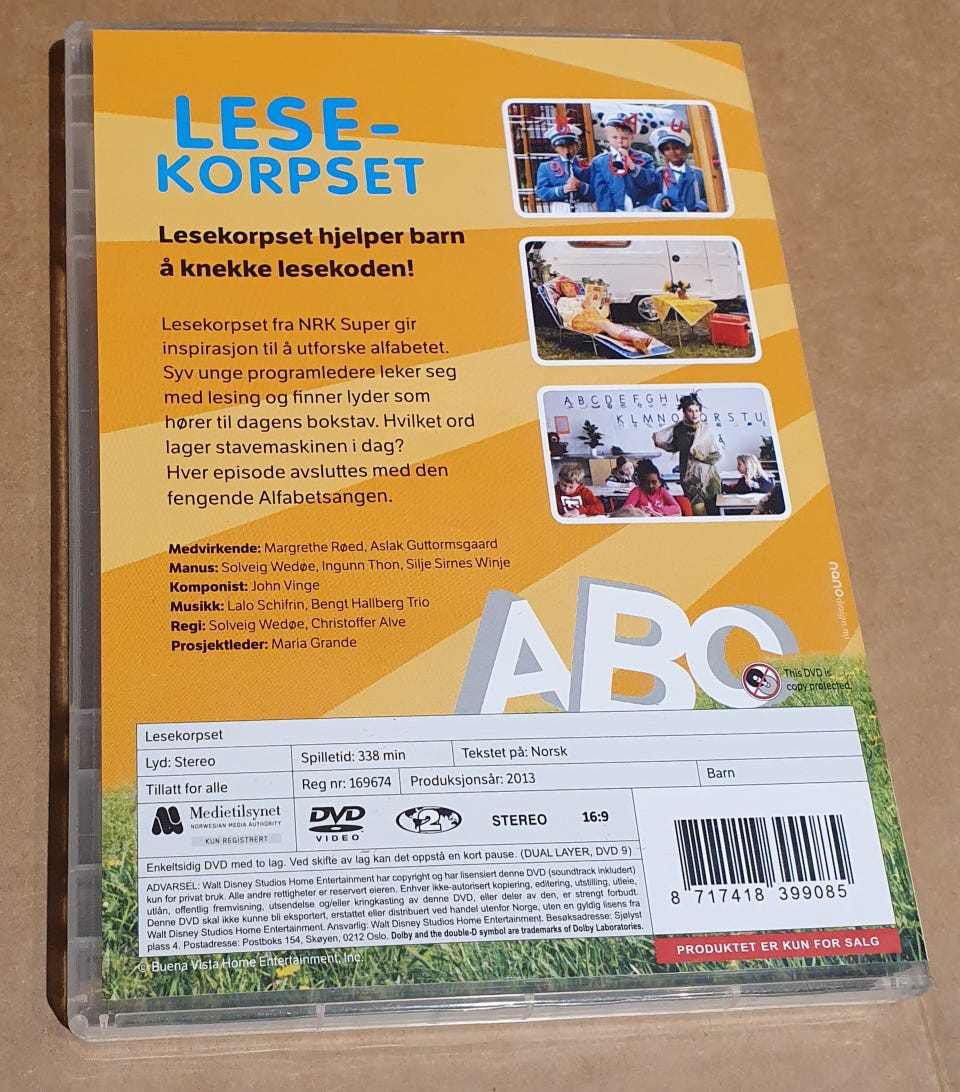 LESE-
KORPSET
Lesekorpset hjelper barn
å knekke lesekoden!
Lesekorpset fra NRK Super gir
inspirasjon til å utforske alfabetet.
Syv unge programledere leker seg
med lesing og finner lyder som
hører til dagens bokstav. Hvilket ord
lager stavemaskinen i dag?
Hver episode avsluttes med den
fengende Alfabetsangen.
Medvirkende: Margrethe Røed, Aslak Guttormsgaard
Manus: Solveig Wedøe, Ingunn Thon, Silje Sirnes Winje
Komponist: John Vinge
Musikk: Lalo Schifrin, Bengt Hallberg Trio
Regi: Solveig Wedøe, Christoffer Alve
Prosjektleder: Maria Grande
A B C D E F G H I
K L M N O R S T U
nanodesign.nu
ABC
This DVD is
copy protected.
Lesekorpset
Lyd: Stereo Spilletid: 338 min Tekstet på: Norsk
Tillatt for alle Reg nr: 169674 Produksjonsår: 2013 Barn
Medietilsynet
NORWEGIAN MEDIA AUTHORITY
KUN REGISTRERT
DVD
VIDEO
2
STEREO
16:9
Enkeltsidig DVD med to lag. Ved skifte av lag kan det oppstå en kort pause. (DUAL LAYER, DVD 9)
ADVARSEL: Walt Disney Studios Home Entertainment har copyright og har lisensiert denne DVD (soundtrack inkludert)
kun for privat bruk. Alle andre rettigheter er reservert eieren. Enhver ikke-autorisert kopiering, editering, utstilling, utleie,
utlån, offentlig fremvisning, utsendelse og/eller kringkasting av denne DVD, eller deler av den, er strengt forbudt.
Denne DVD skal ikke kunne bli eksportert, erstattet eller distribuert ved handel utenfor Norge, uten en gyldig lisens fra
Walt Disney Studios Home Entertainment. Ansvarlig: Walt Disney Studios Home Entertainment. Besøksadresse: Sjølyst
plass 4. Postadresse: Postboks 154, Skøyen, 0212 Oslo. Dolby and the double-D symbol are trademarks of Dolby Laboratories.
8 717418 399085
PRODUKTET ER KUN FOR SALG
© Buena Vista Home Entertainment, Inc.